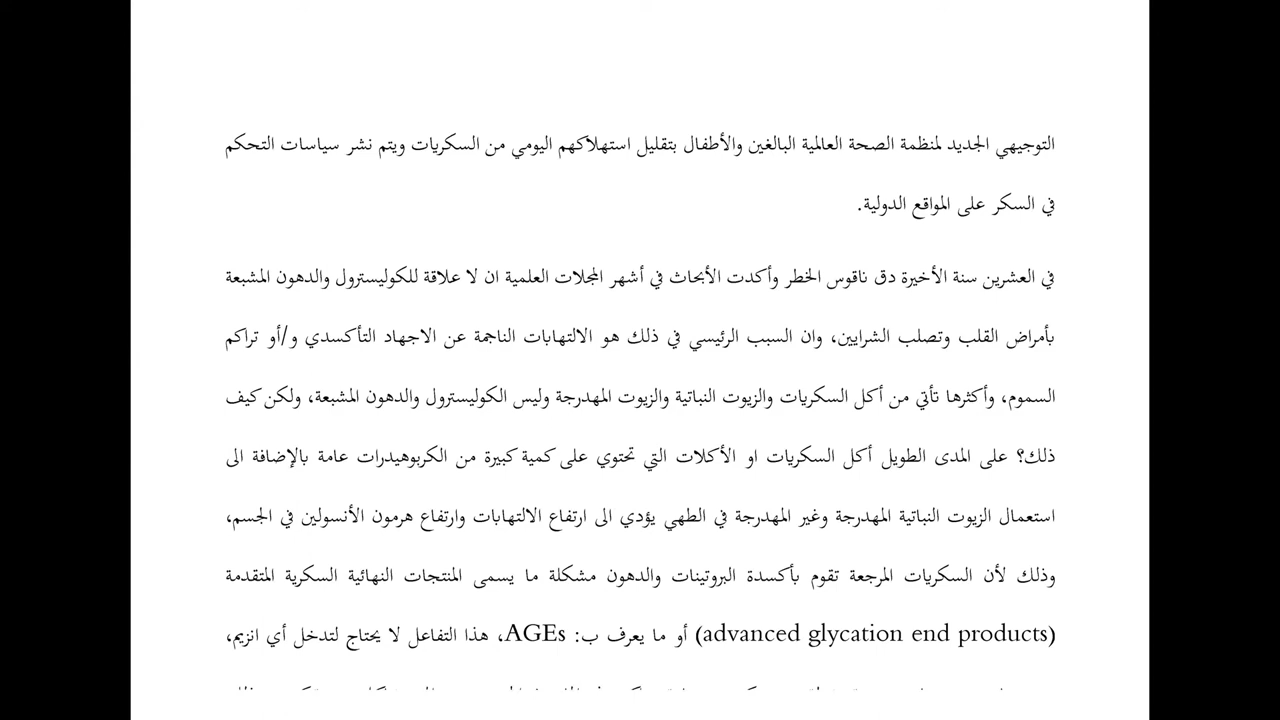 التوجيهي الجديد لمنظمة الصحة العالمية البالغين والأطفال بتقليل استهلاكهم اليومي من السكريات ويتم نشر سياسات التحكم
في السكر على المواقع الدولية.
في العشرين سنة الأخيرة دق ناقوس الخطر وأكدت الأبحاث في أشهر المجلات العلمية ان لا علاقة للكوليسترول والدهون المشبعة
بأمراض القلب وتصلب الشرايين، وان السبب الرئيسي في ذلك هو الالتهابات الناجمة عن الاجهاد التأكسدي و/أو تراكم
السموم، وأكثرها تأتي من أكل السكريات والزيوت النباتية والزيوت المهدرجة وليس الكوليسترول والدهون المشبعة، ولكن كيف
ذلك؟ على المدى الطويل أكل السكريات او الأكلات التي تحتوي على كمية كبيرة من الكربوهيدرات عامة بالإضافة الى
استعمال الزيوت النباتية المهدرجة وغير المهدرجة في الطهي يؤدي الى ارتفاع الالتهابات وارتفاع هرمون الأنسولين في الجسم،
وذلك لأن السكريات المرجعة تقوم بأكسدة البروتينات والدهون مشكلة ما يسمى المنتجات النهائية السكرية المتقدمة
(advanced glycation end products) أو ما يعرف ب: AGEs، هذا التفاعل لا يحتاج لتدخل أي انزيم،